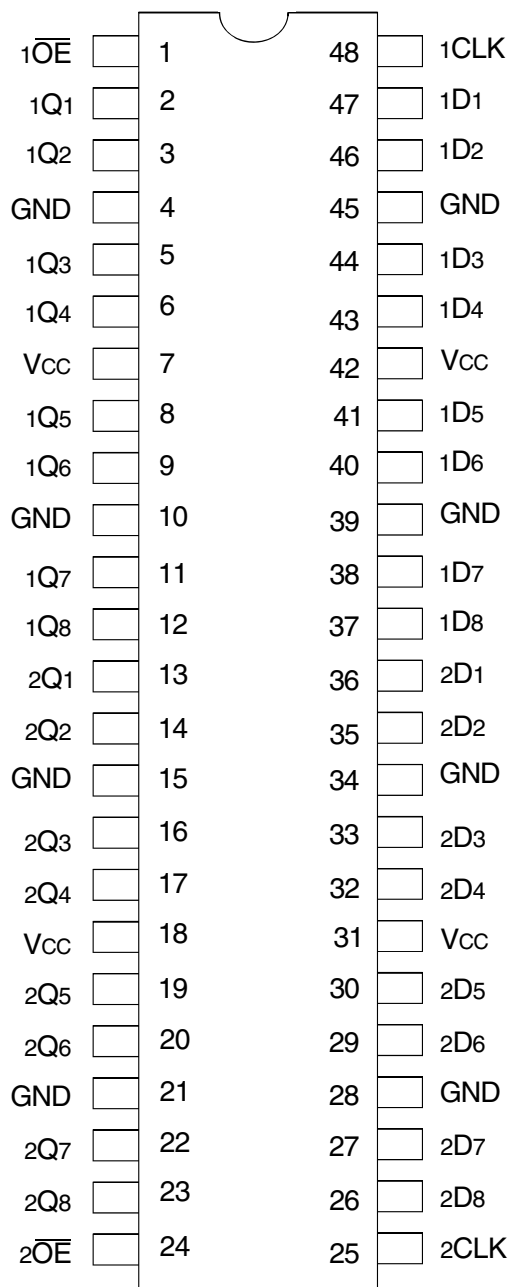 1O̅E̅ 1 48 1CLK
1Q1 2 47 1D1
1Q2 3 46 1D2
GND 4 45 GND
1Q3 5 44 1D3
1Q4 6 43 1D4
VCC 7 42 VCC
1Q5 8 41 1D5
1Q6 9 40 1D6
GND 10 39 GND
1Q7 11 38 1D7
1Q8 12 37 1D8
2Q1 13 36 2D1
2Q2 14 35 2D2
GND 15 34 GND
2Q3 16 33 2D3
2Q4 17 32 2D4
VCC 18 31 VCC
2Q5 19 30 2D5
2Q6 20 29 2D6
GND 21 28 GND
2Q7 22 27 2D7
2Q8 23 26 2D8
2O̅E̅ 24 25 2CLK